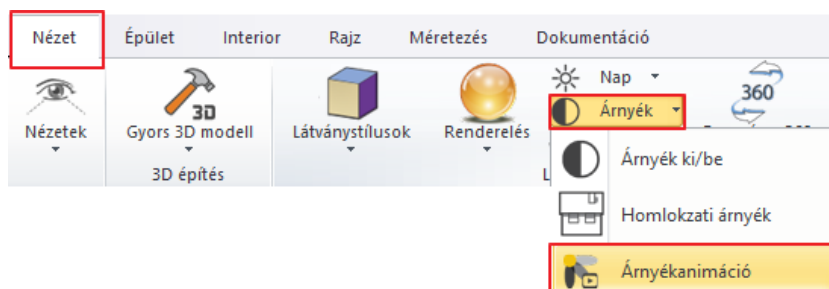 Nézet Épület Interior Rajz Méretezés Dokumentáció
Nap
360
Árnyék
3D
Nézetek Gyors 3D modell Látványstílusok Renderelés
3D építés
Árnyék ki/be
Homlokzati árnyék
Árnyékanimáció